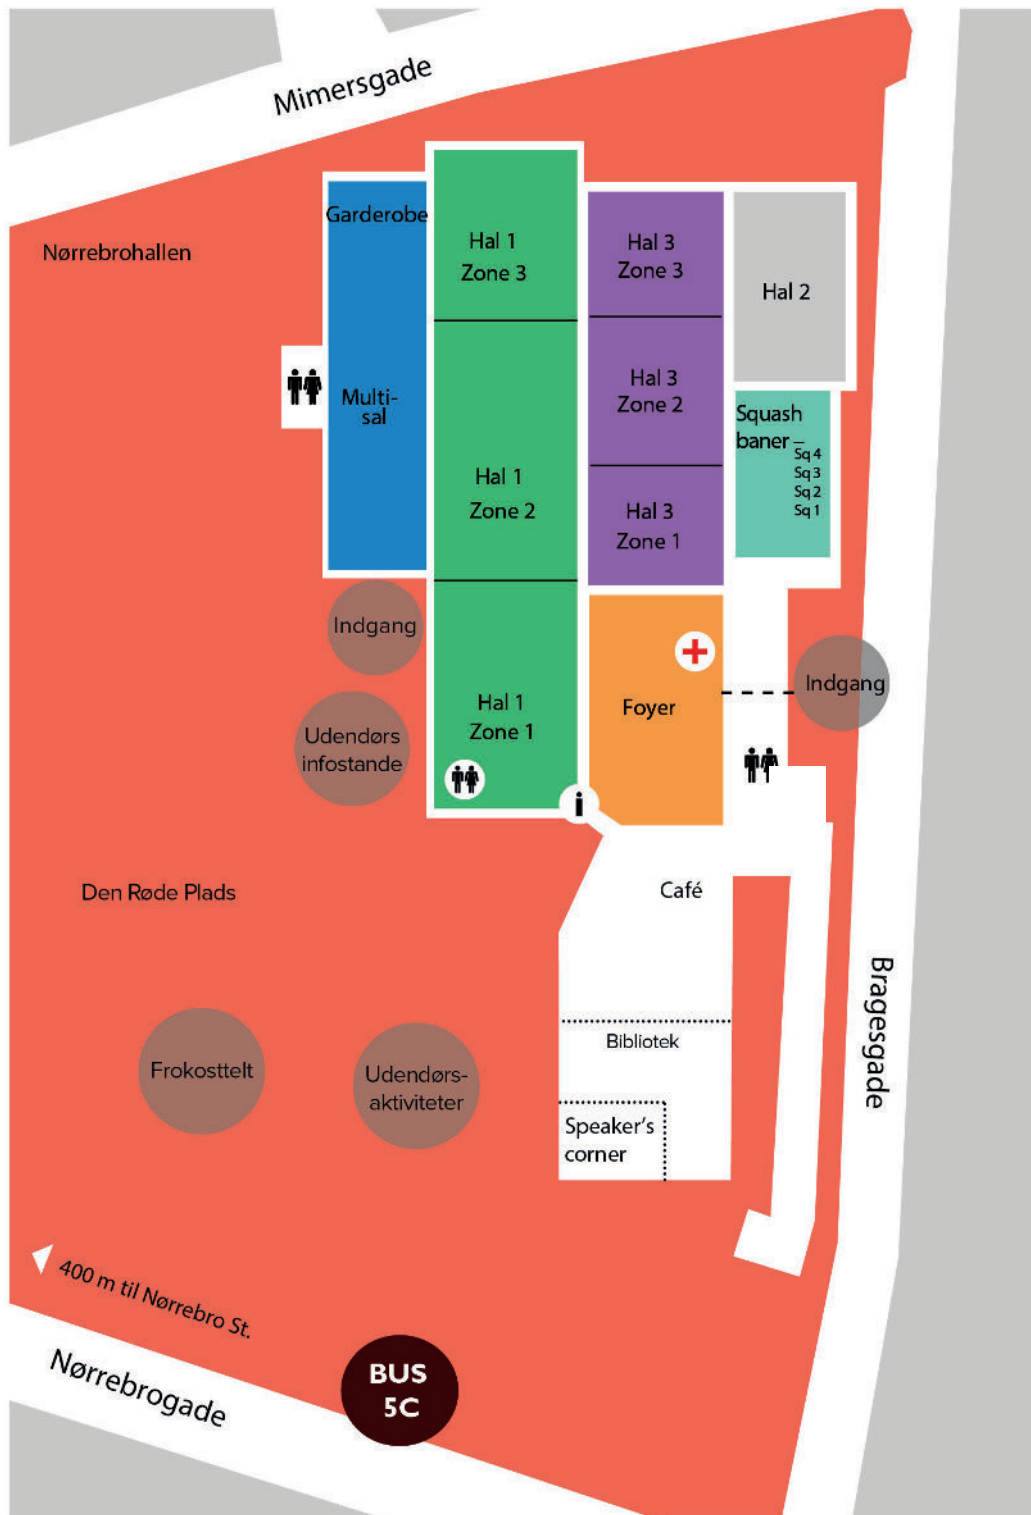 Mimersgade
Nørrebrohallen
Garderobe
Multi-
sal
Hal 1
Zone 3
Hal 1
Zone 2
Hal 1
Zone 1
Hal 3
Zone 3
Hal 3
Zone 2
Hal 3
Zone 1
Hal 2
Squash
baner –
Sq 4
Sq 3
Sq 2
Sq 1
Indgang
Udendørs
infostande
Foyer
Indgang
i
Den Røde Plads
Café
Bragesgade
Frokosttelt
Udendørs-
aktiviteter
Bibliotek
Speaker's
corner
400 m til Nørrebro St.
Nørrebrogade
BUS
5C